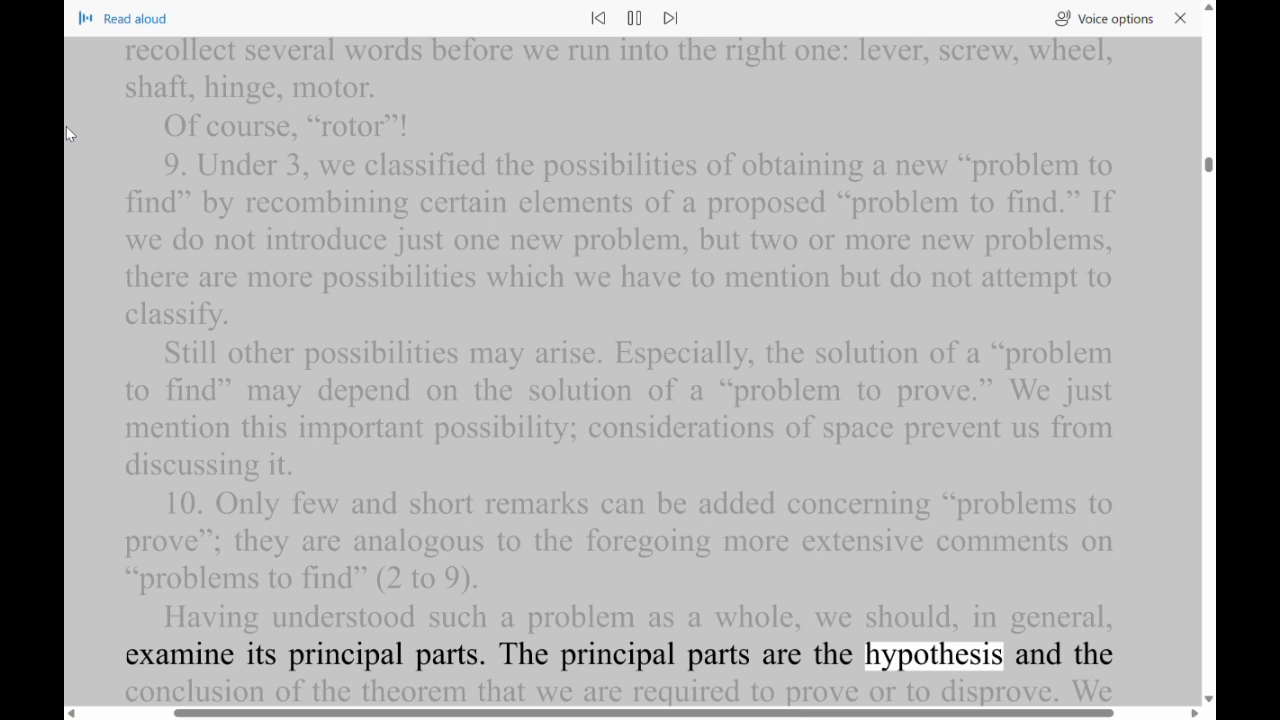 Read aloud
Voice options
recollect several words before we run into the right one: lever, screw, wheel,
shaft, hinge, motor.
Of course, “rotor”!
9. Under 3, we classified the possibilities of obtaining a new “problem to
find” by recombining certain elements of a proposed “problem to find.” If
we do not introduce just one new problem, but two or more new problems,
there are more possibilities which we have to mention but do not attempt to
classify.
Still other possibilities may arise. Especially, the solution of a “problem
to find” may depend on the solution of a “problem to prove.” We just
mention this important possibility; considerations of space prevent us from
discussing it.
10. Only few and short remarks can be added concerning “problems to
prove”; they are analogous to the foregoing more extensive comments on
“problems to find” (2 to 9).
Having understood such a problem as a whole, we should, in general,
examine its principal parts. The principal parts are the hypothesis and the
conclusion of the theorem that we are required to prove or to disprove. We